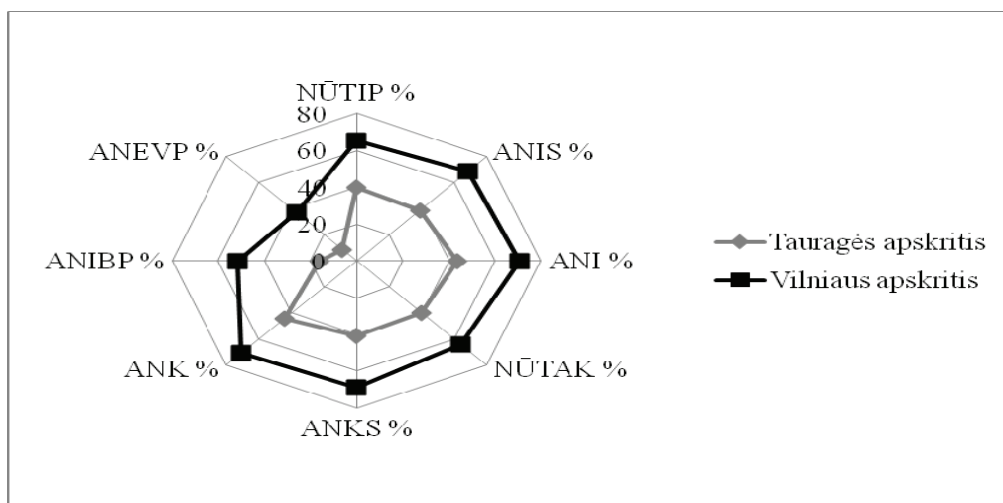 NŪTIP %
80
60
40
20
0
ANIS %
ANI %
NŪTAK %
ANKS %
ANK %
ANIBP %
ANEVP %
Tauragės apskritis
Vilniaus apskritis